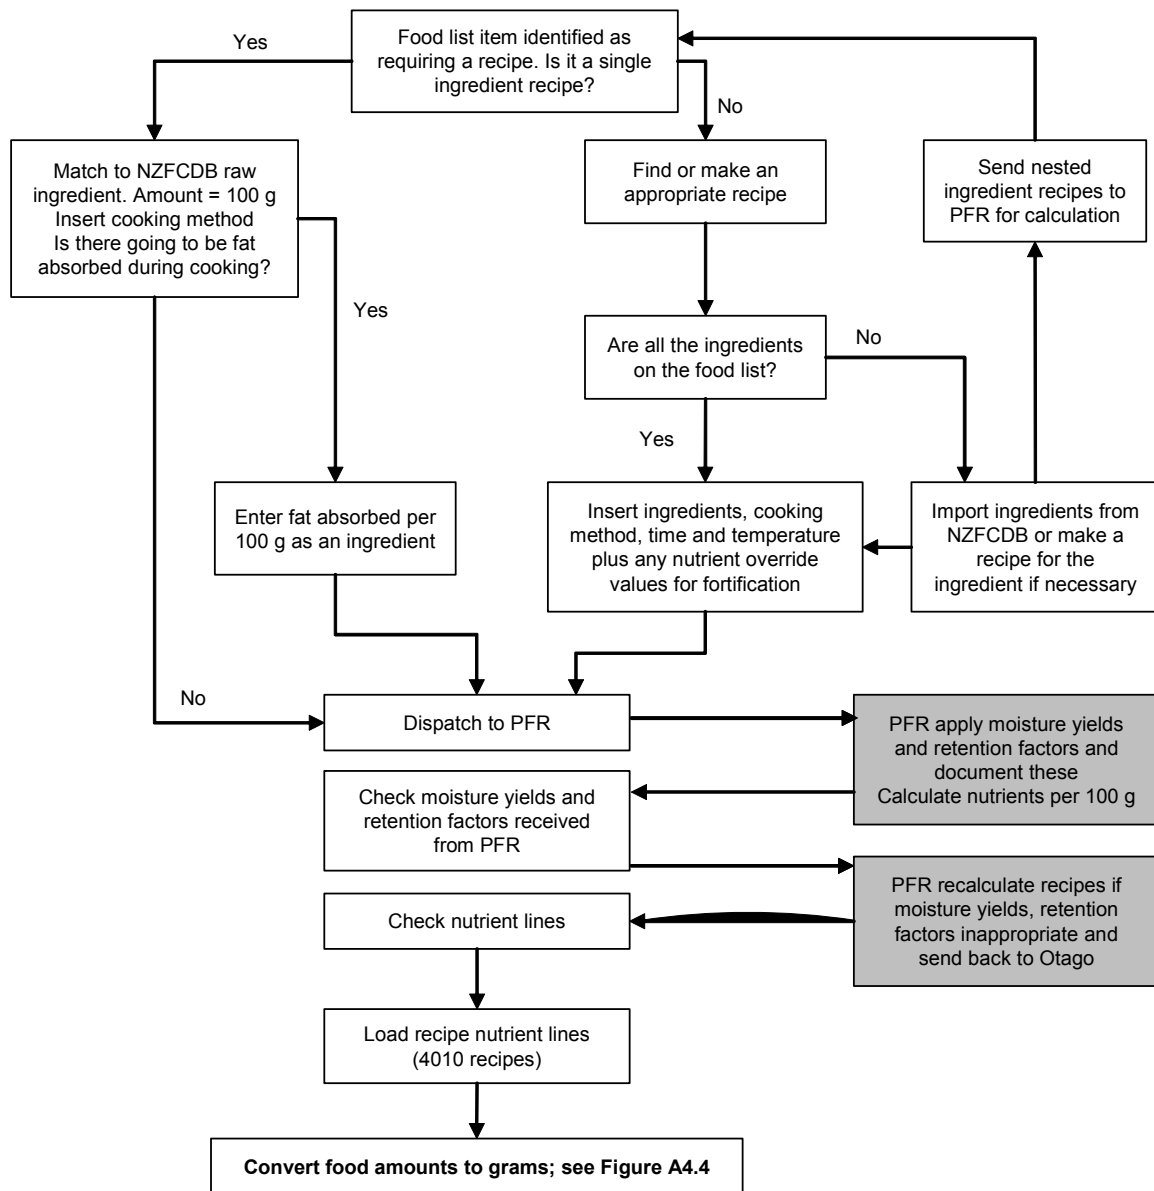 Food list item identified as
requiring a recipe. Is it a single
ingredient recipe?
Yes
No
Match to NZFCDB raw
ingredient. Amount = 100 g
Insert cooking method
Is there going to be fat
absorbed during cooking?
Find or make an
appropriate recipe
Send nested
ingredient recipes to
PFR for calculation
Yes
Are all the ingredients
on the food list?
No
Yes
Enter fat absorbed per
100 g as an ingredient
Insert ingredients, cooking
method, time and temperature
plus any nutrient override
values for fortification
Import ingredients from
NZFCDB or make a
recipe for the
ingredient if necessary
No
Dispatch to PFR
PFR apply moisture yields
and retention factors and
document these
Calculate nutrients per 100 g
Check moisture yields and
retention factors received
from PFR
PFR recalculate recipes if
moisture yields, retention
factors inappropriate and
send back to Otago
Check nutrient lines
Load recipe nutrient lines
(4010 recipes)
Convert food amounts to grams; see Figure A4.4